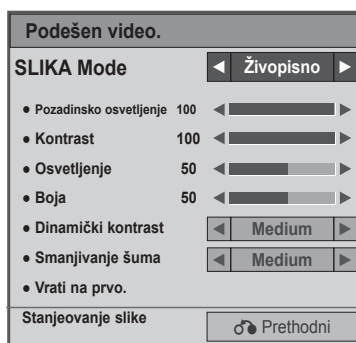 Podešen video.
SLIKA Mode ◄ Živopisno ►
● Pozadinsko osvetljenje 100
● Kontrast 100
● Osvetljenje 50
● Boja 50
● Dinamički kontrast ◄ Medium ►
● Smanjivanje šuma ◄ Medium ►
● Vrati na prvo.
Stanjeovanje slike
Prethodni